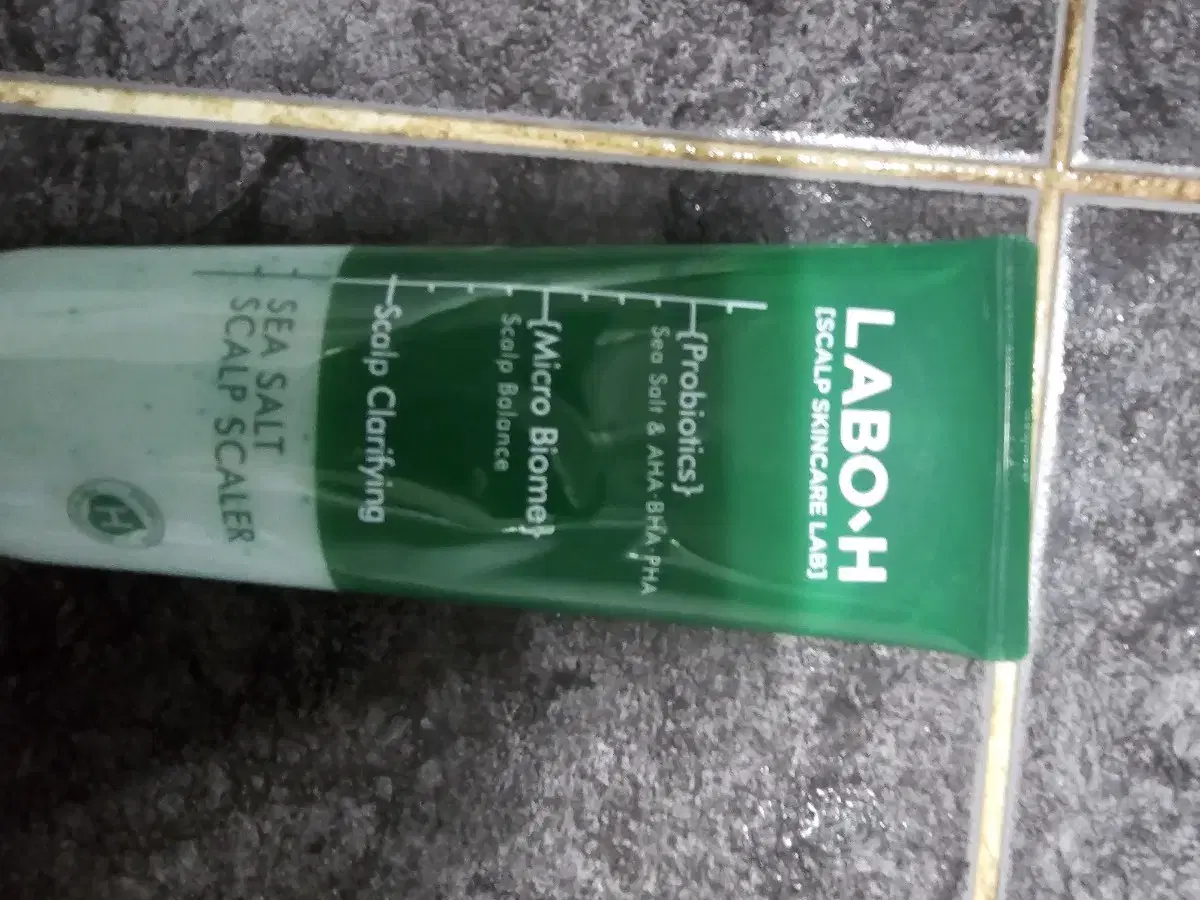 LABO•H
[SCALP SKINCARE LAB]
{Probiotics}
Sea Salt & AHA·BHA·PHA
{Micro Biome}
Scalp Balance
Scalp Clarifying
SEA SALT
SCALP SCALER
H